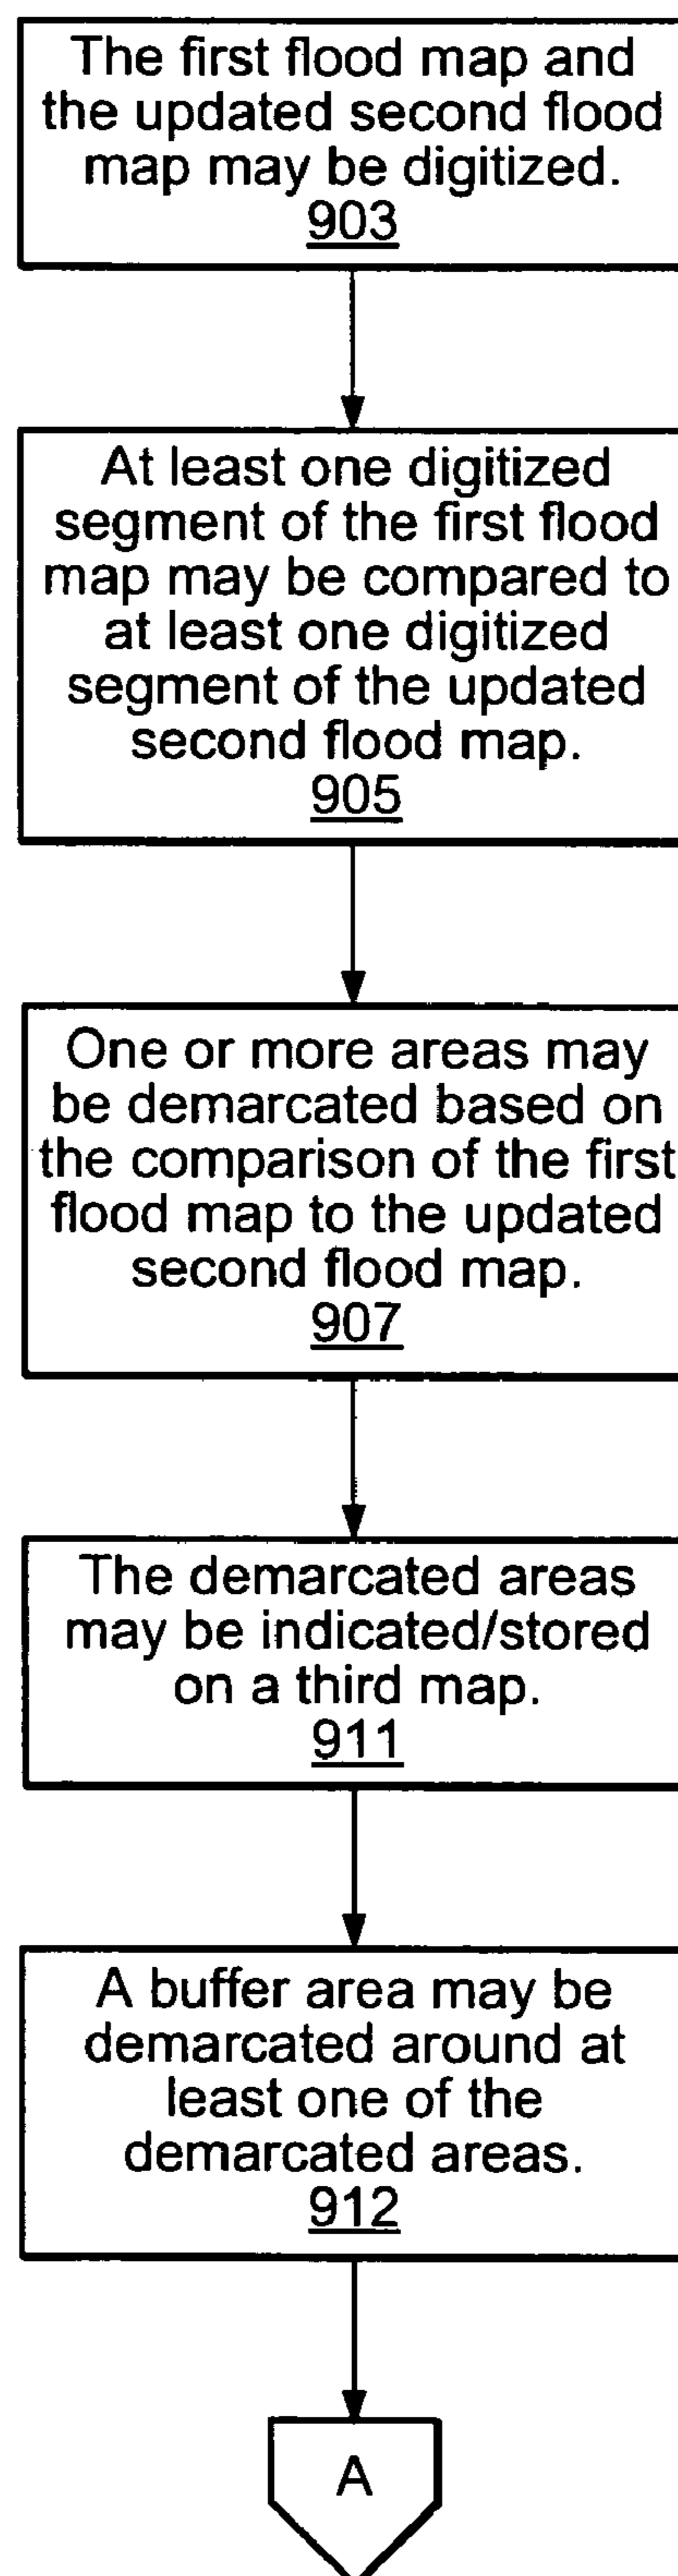 The first flood map and
the updated second flood
map may be digitized.
903
At least one digitized
segment of the first flood
map may be compared to
at least one digitized
segment of the updated
second flood map.
905
One or more areas may
be demarcated based on
the comparison of the first
flood map to the updated
second flood map.
907
The demarcated areas
may be indicated/stored
on a third map.
911
A buffer area may be
demarcated around at
least one of the
demarcated areas.
912
A